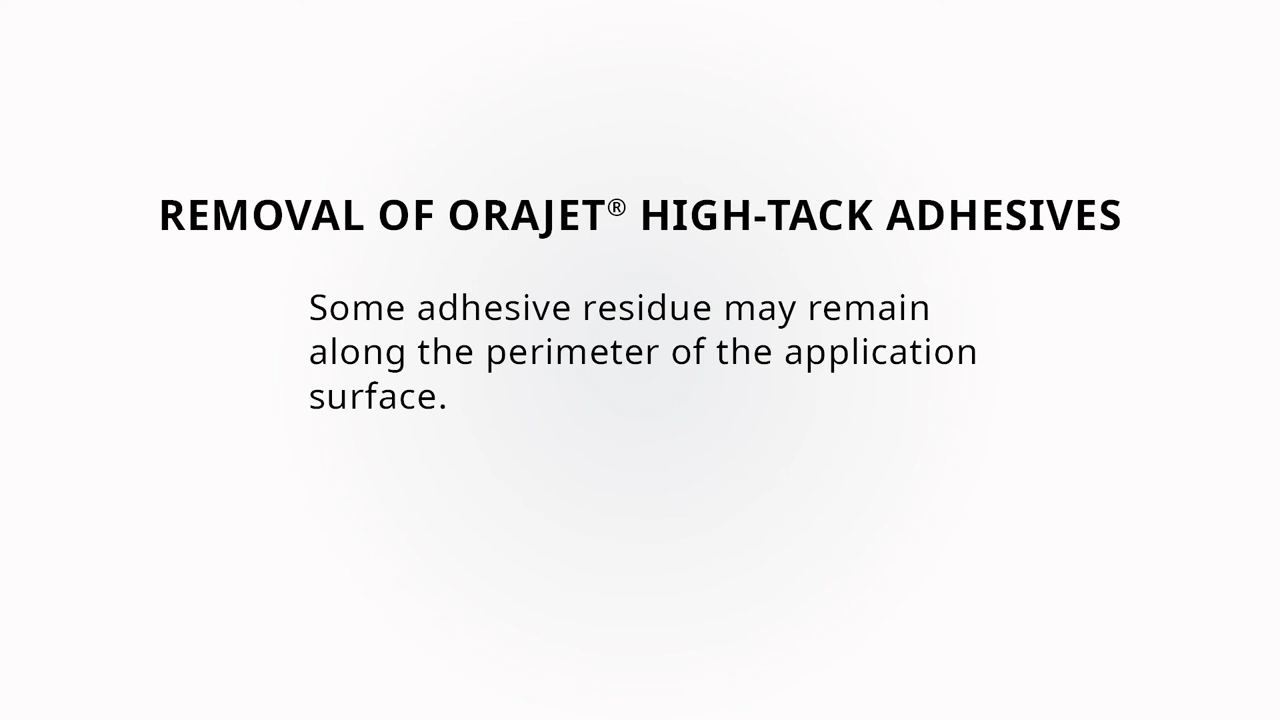 REMOVAL OF ORAJET® HIGH-TACK ADHESIVES
Some adhesive residue may remain
along the perimeter of the application
surface.